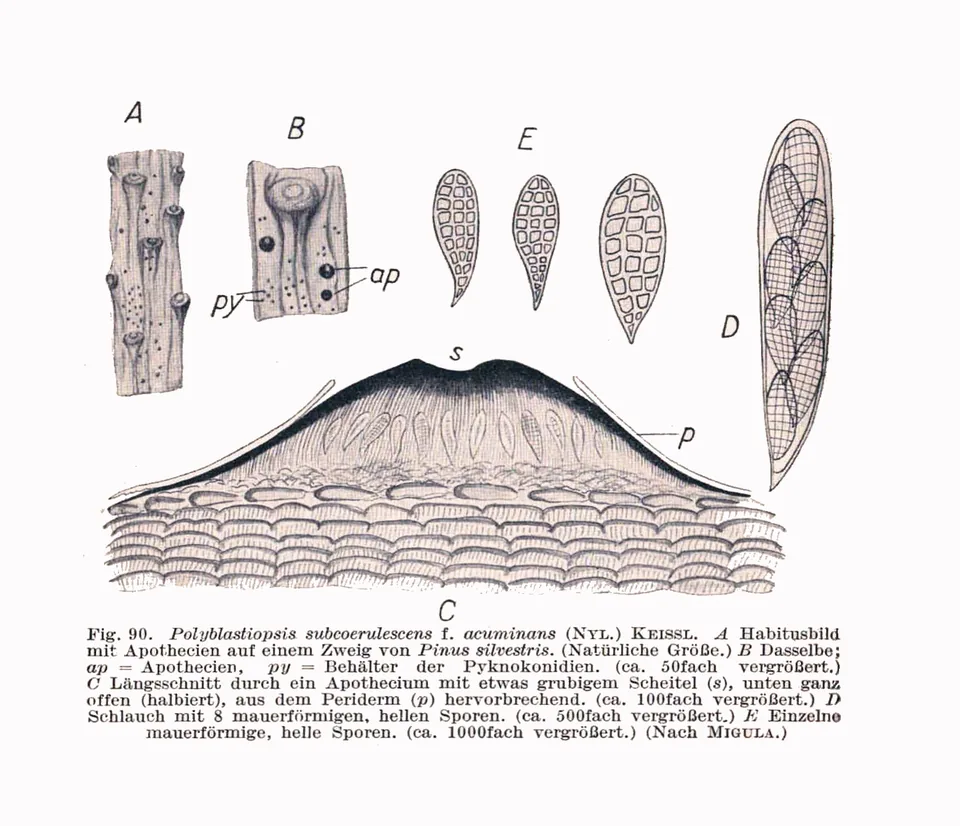 A
B
E
D
ap
py
s
p
C
Fig. 90. Polyblastiopsis subcoerulescens f. acuminans (NYL.) KEISSL. A Habitusbild
mit Apothecien auf einem Zweig von Pinus silvestris. (Natürliche Größe.) B Dasselbe;
ap = Apothecien, py = Behälter der Pyknokonidien. (ca. 50fach vergrößert.)
C Längsschnitt durch ein Apothecium mit etwas grubigem Scheitel (s), unten ganz
offen (halbiert), aus dem Periderm (p) hervorbrechend. (ca. 100fach vergrößert.) D
Schlauch mit 8 mauerförmigen, hellen Sporen. (ca. 500fach vergrößert.) E Einzelne
mauerförmige, helle Sporen. (ca. 1000fach vergrößert.) (Nach MIGULA.)